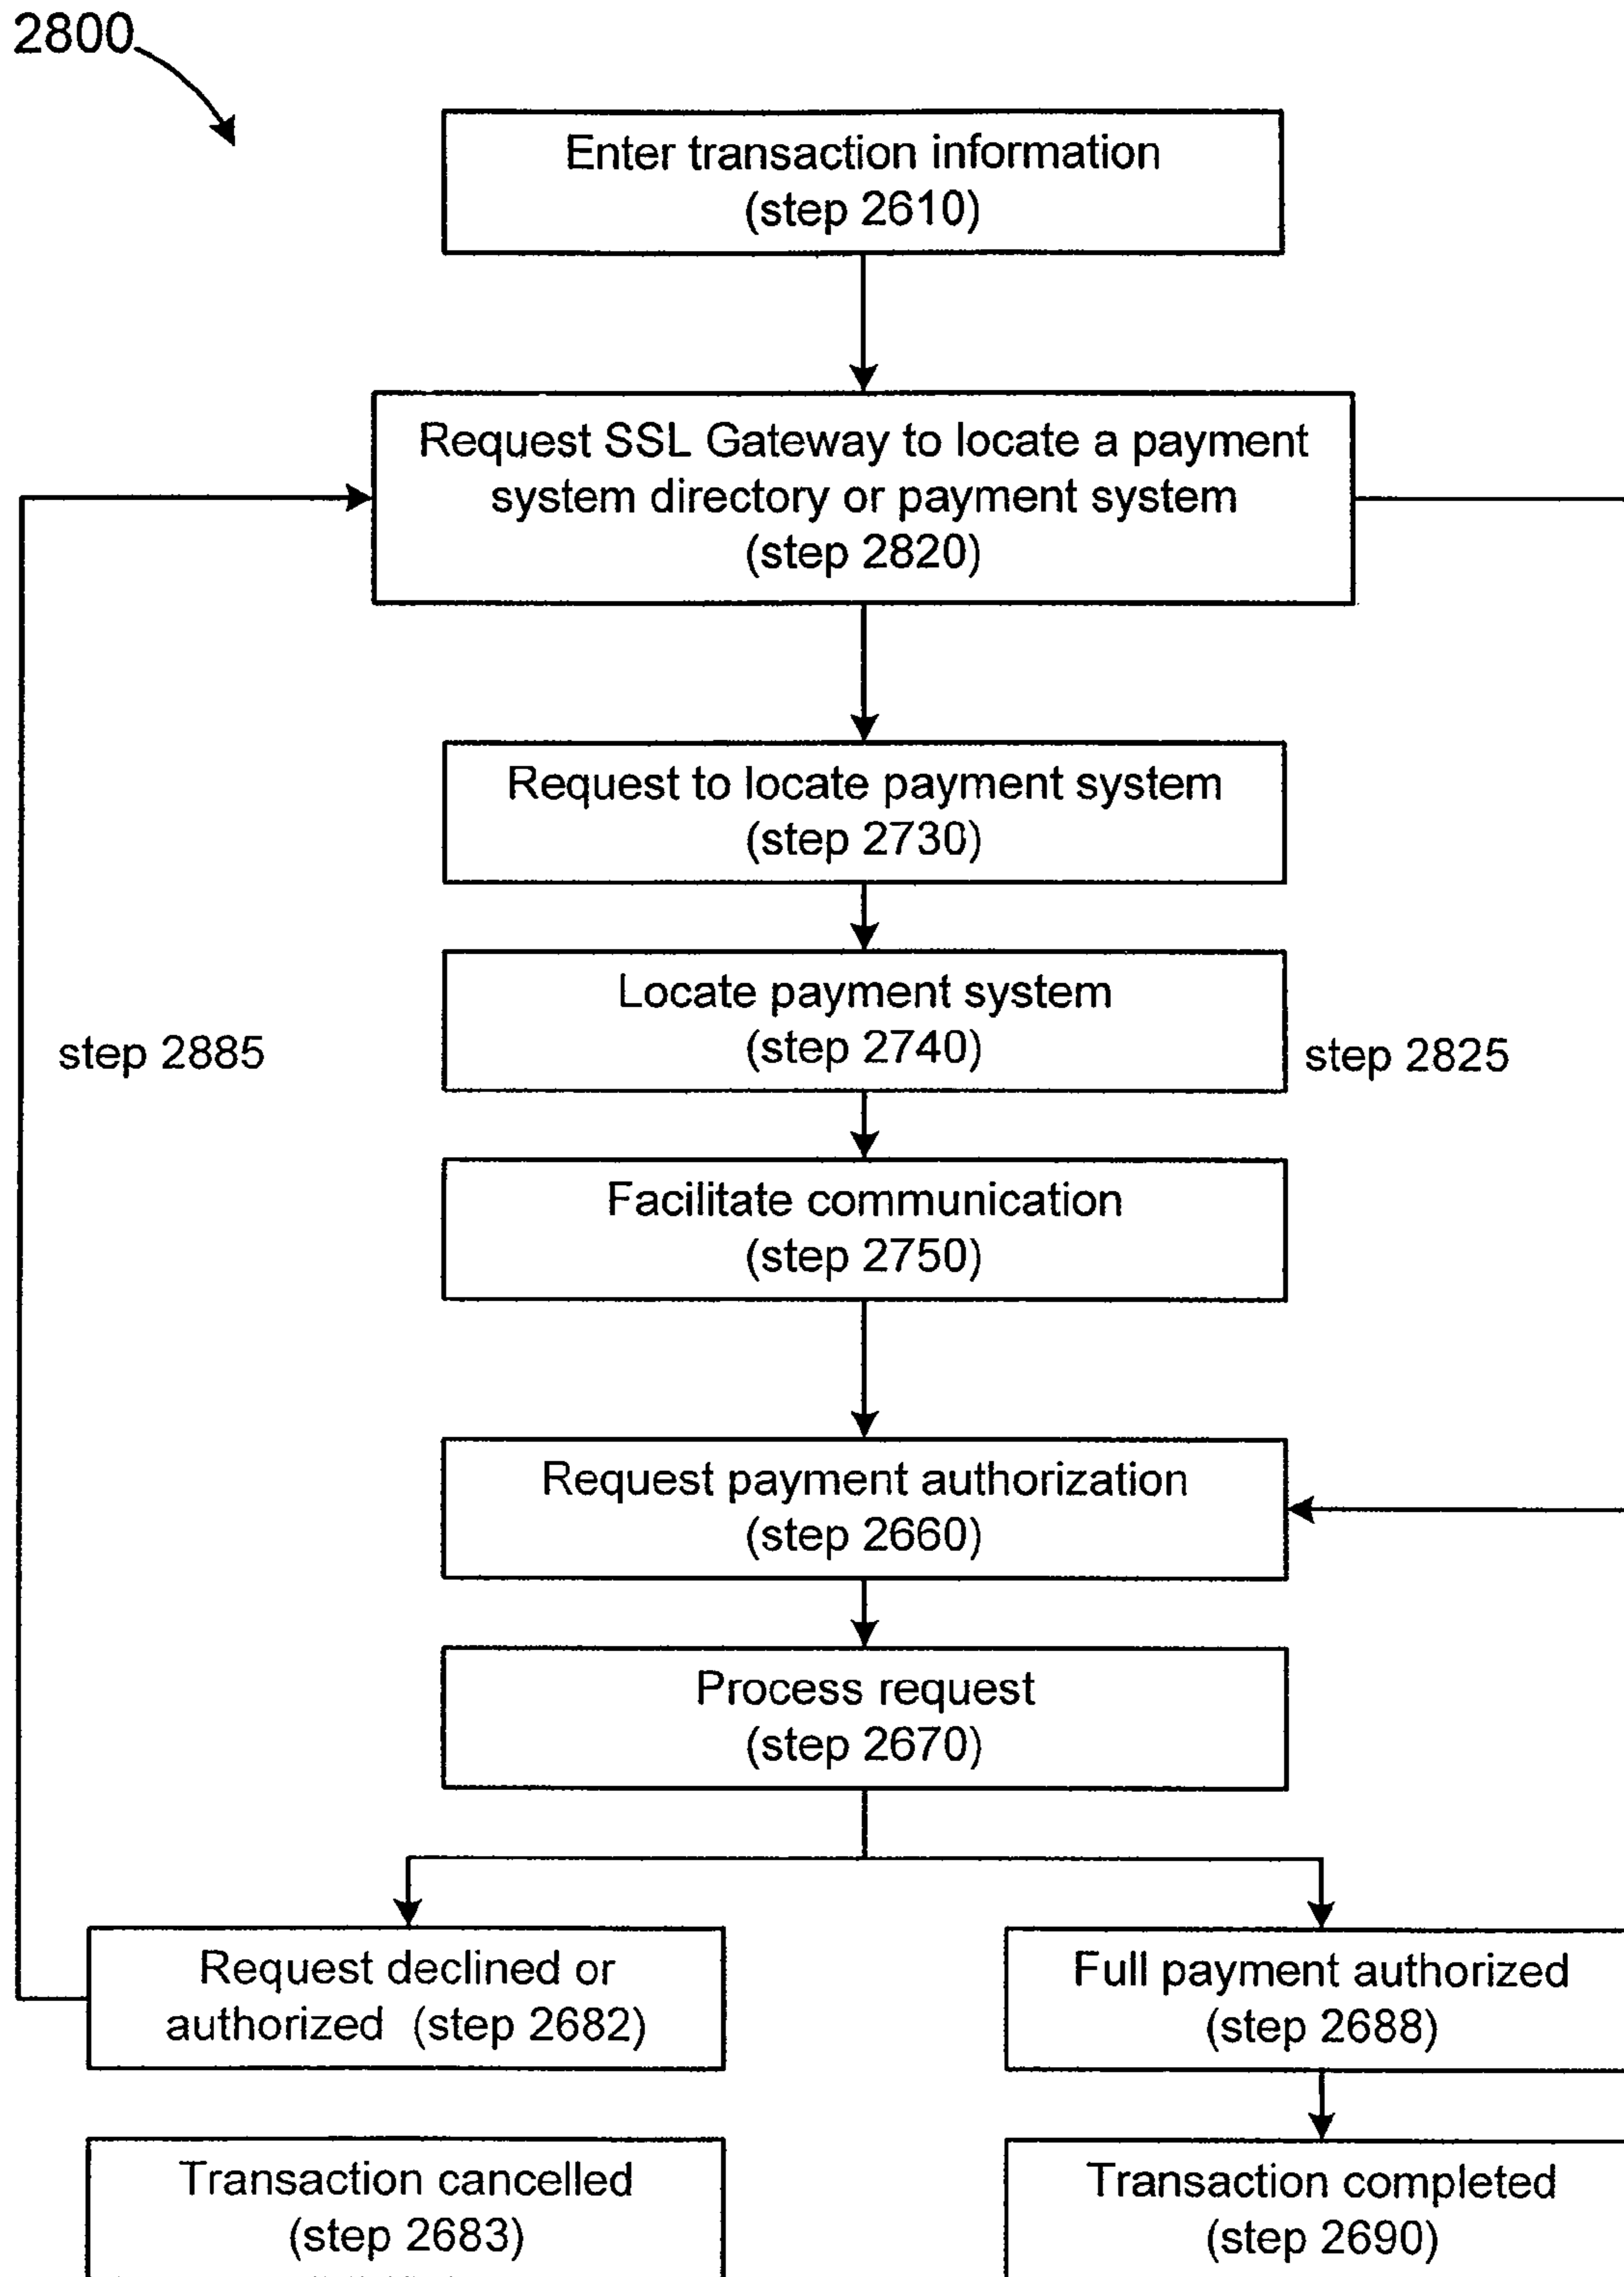 2800
Enter transaction information
(step 2610)
Request SSL Gateway to locate a payment
system directory or payment system
(step 2820)
Request to locate payment system
(step 2730)
Locate payment system
(step 2740)
step 2885
step 2825
Facilitate communication
(step 2750)
Request payment authorization
(step 2660)
Process request
(step 2670)
Request declined or
authorized (step 2682)
Full payment authorized
(step 2688)
Transaction cancelled
(step 2683)
Transaction completed
(step 2690)